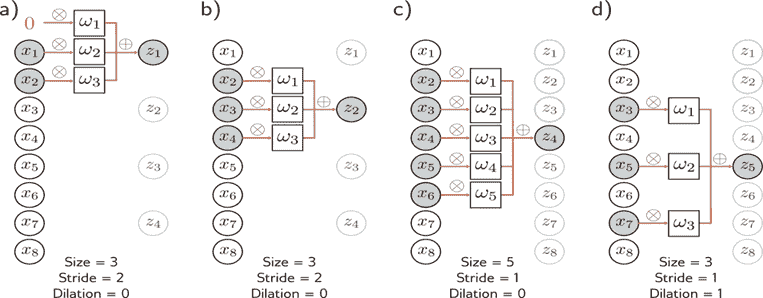 a)
0 ⊗ ω₁
x₁ ⊗ ω₂ ⊕ z₁
x₂ ⊗ ω₃
x₃ z₂
x₄
x₅ z₃
x₆
x₇ z₄
x₈
Size = 3
Stride = 2
Dilation = 0
b)
x₁ z₁
x₂ ⊗ ω₁
x₃ ⊗ ω₂ ⊕ z₂
x₄ ⊗ ω₃
x₅ z₃
x₆
x₇ z₄
x₈
Size = 3
Stride = 2
Dilation = 0
c)
x₁ z₁
x₂ ⊗ ω₁ z₂
x₃ ⊗ ω₂ z₃
x₄ ⊗ ω₃ ⊕ z₄
x₅ ⊗ ω₄ z₅
x₆ ⊗ ω₅ z₆
x₇ z₇
x₈ z₈
Size = 5
Stride = 1
Dilation = 0
d)
x₁ z₁
x₂ z₂
x₃ ⊗ ω₁ z₃
x₄ z₄
x₅ ⊗ ω₂ ⊕ z₅
x₆ z₆
x₇ ⊗ ω₃ z₇
x₈ z₈
Size = 3
Stride = 1
Dilation = 1